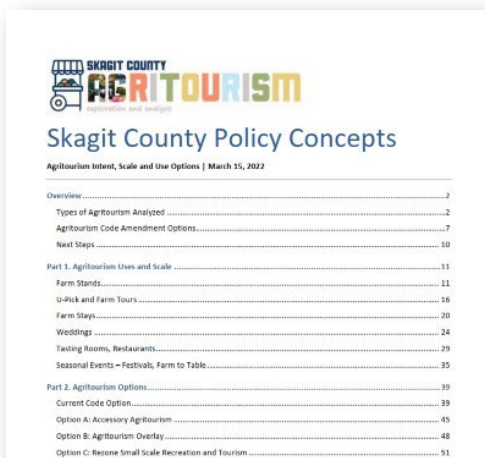 SKAGIT COUNTY
AGRITOURISM
exploration and analysis
Skagit County Policy Concepts
Agritourism Intent, Scale and Use Options | March 15, 2022
Overview 2
Types of Agritourism Analyzed 2
Agritourism Code Amendment Options 7
Next Steps 10
Part 1. Agritourism Uses and Scale 11
Farm Stands 11
U-Pick and Farm Tours 16
Farm Stays 20
Weddings 24
Tasting Rooms, Restaurants 29
Seasonal Events – Festivals, Farm to Table 35
Part 2. Agritourism Options 39
Current Code Option 39
Option A: Accessory Agritourism 45
Option B: Agritourism Overlay 48
Option C: Rezone Small Scale Recreation and Tourism 51